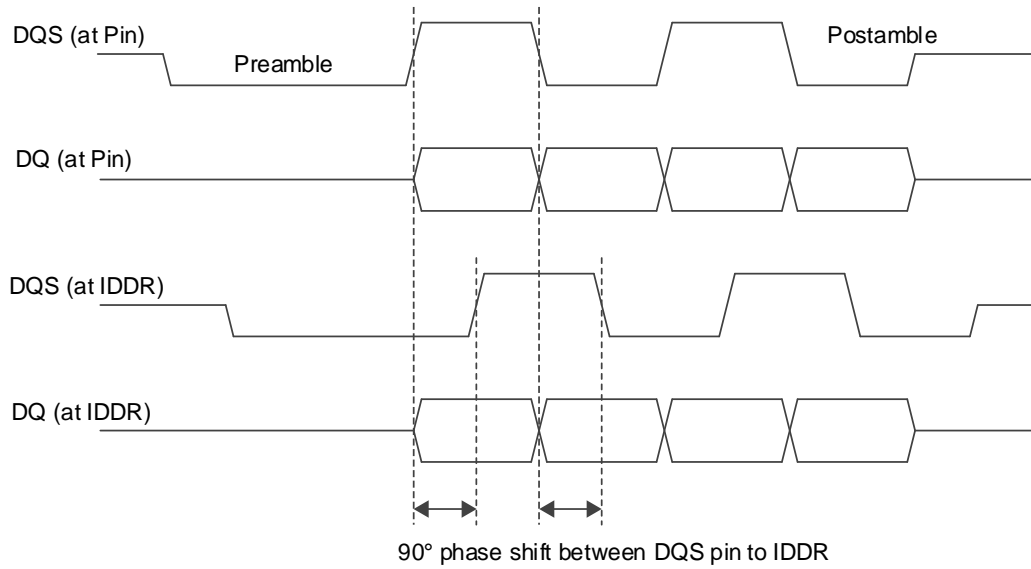 DQS (at Pin)
Preamble
Postamble
DQ (at Pin)
DQS (at IDDR)
DQ (at IDDR)
90° phase shift between DQS pin to IDDR